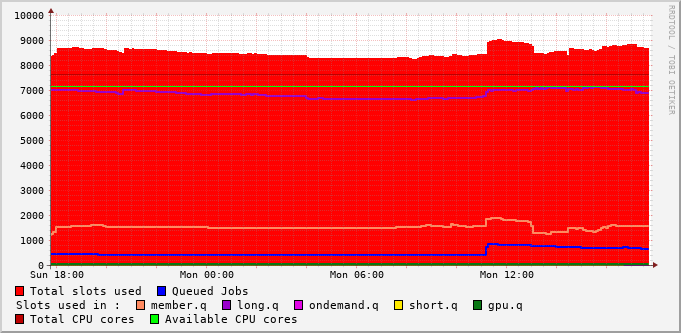 10000
9000
8000
7000
6000
5000
4000
3000
2000
1000
0
Sun 18:00 Mon 00:00 Mon 06:00 Mon 12:00
Total slots used Queued Jobs
Slots used in : member.q long.q ondemand.q short.q gpu.q
Total CPU cores Available CPU cores
RRDTOOL / TOBI OETIKER